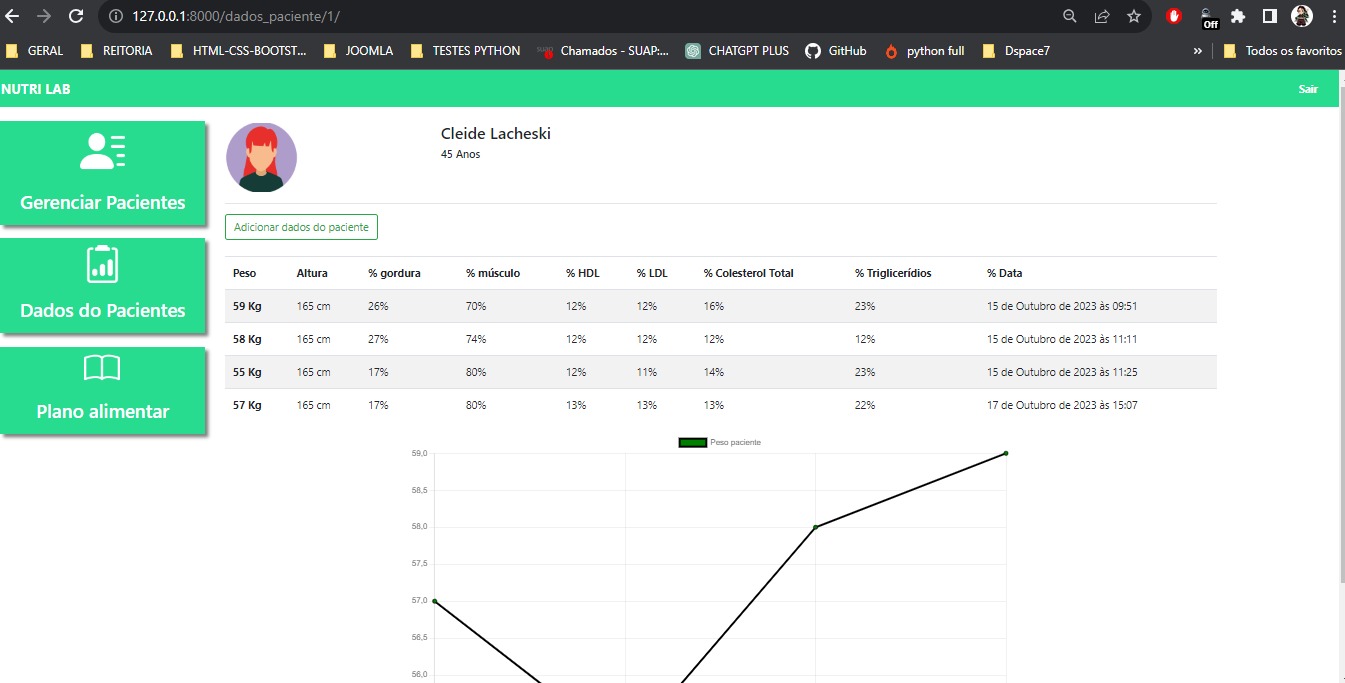 127.0.0.1:8000/dados_paciente/1/
Off
GERAL REITORIA HTML-CSS-BOOTST... JOOMLA TESTES PYTHON Chamados - SUAP:... CHATGPT PLUS GitHub python full Dspace7 » Todos os favoritos
NUTRI LAB Sair
Cleide Lacheski
45 Anos
Gerenciar Pacientes
Dados do Pacientes
Plano alimentar
Adicionar dados do paciente
Peso Altura % gordura % músculo % HDL % LDL % Colesterol Total % Triglicerídios % Data
59 Kg 165 cm 26% 70% 12% 12% 16% 23% 15 de Outubro de 2023 às 09:51
58 Kg 165 cm 27% 74% 12% 12% 12% 12% 15 de Outubro de 2023 às 11:11
55 Kg 165 cm 17% 80% 12% 11% 14% 23% 15 de Outubro de 2023 às 11:25
57 Kg 165 cm 17% 80% 13% 13% 13% 22% 17 de Outubro de 2023 às 15:07
Peso paciente
59,0
58,5
58,0
57,5
57,0
56,5
56,0